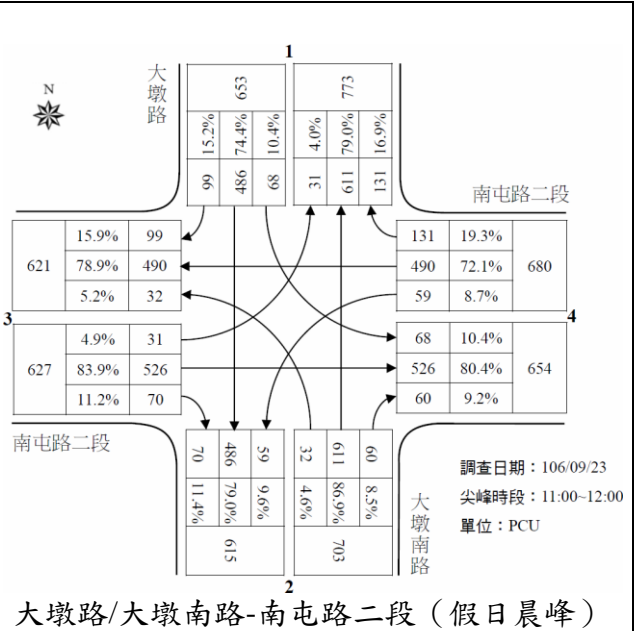 1
N
大墩路
653
773
15.2% 74.4% 10.4%
4.0% 79.0% 16.9%
99 486 68
31 611 131
南屯路二段
621
15.9% 99
78.9% 490
5.2% 32
131 19.3%
490 72.1%
59 8.7%
680
3
4
627
4.9% 31
83.9% 526
11.2% 70
68 10.4%
526 80.4%
60 9.2%
654
南屯路二段
70 486 59
32 611 60
11.4% 79.0% 9.6%
4.6% 86.9% 8.5%
615
703
大墩南路
調查日期：106/09/23
尖峰時段：11:00~12:00
單位：PCU
2
大墩路/大墩南路-南屯路二段（假日晨峰）